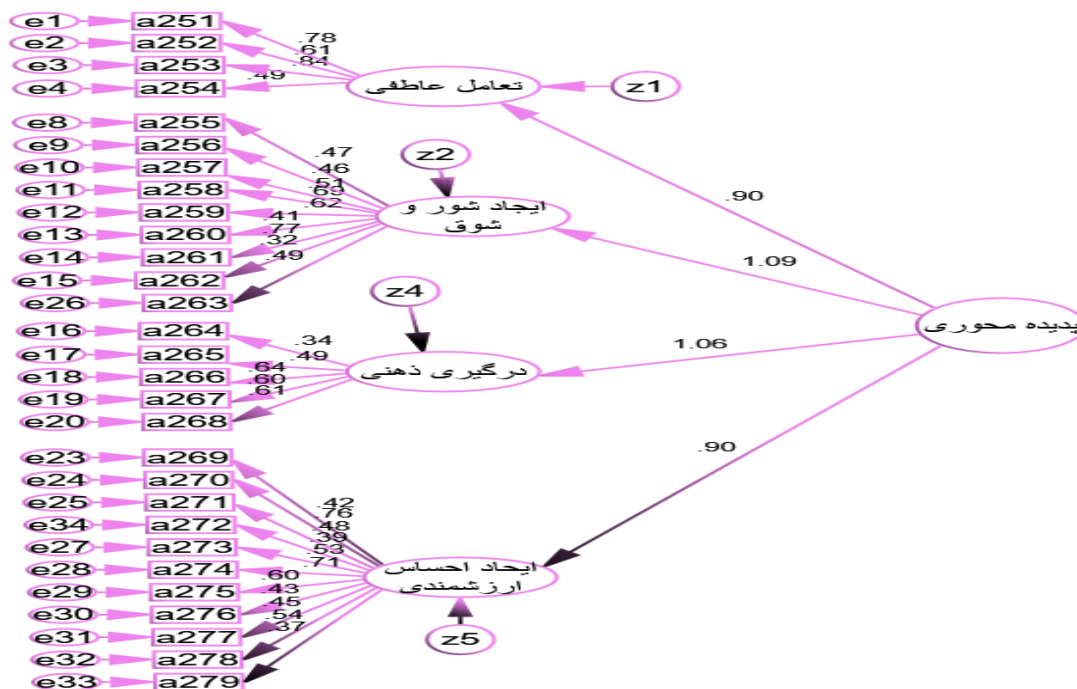 e1 a251
e2 a252
e3 a253
e4 a254
.78
.61
.84
.49
تعامل عاطفی
z1
e8 a255
e9 a256
e10 a257
e11 a258
e12 a259
e13 a260
e14 a261
e15 a262
e26 a263
.47
.46
.51
.69
.62
.41
.77
.32
.49
z2
ایجاد شور و
شوق
.90
1.09
e16 a264
e17 a265
e18 a266
e19 a267
e20 a268
.34
.49
.64
.60
.61
z4
درگیری ذهنی
1.06
پدیده محوری
.90
e23 a269
e24 a270
e25 a271
e34 a272
e27 a273
e28 a274
e29 a275
e30 a276
e31 a277
e32 a278
e33 a279
.42
.76
.48
.39
.53
.71
.60
.43
.45
.54
.37
ایحاد احساس
ارزشمندی
z5